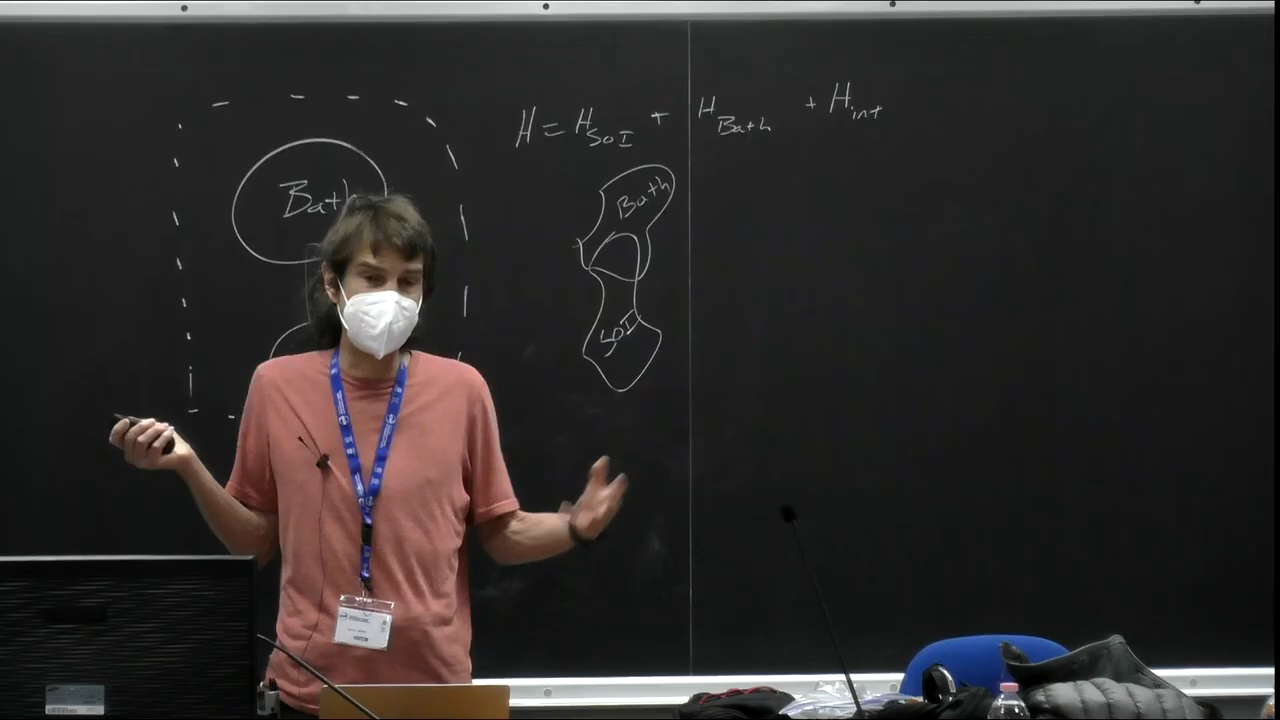 H = H_SOI + H_Bath + H_int
Bath
Bath
SOI